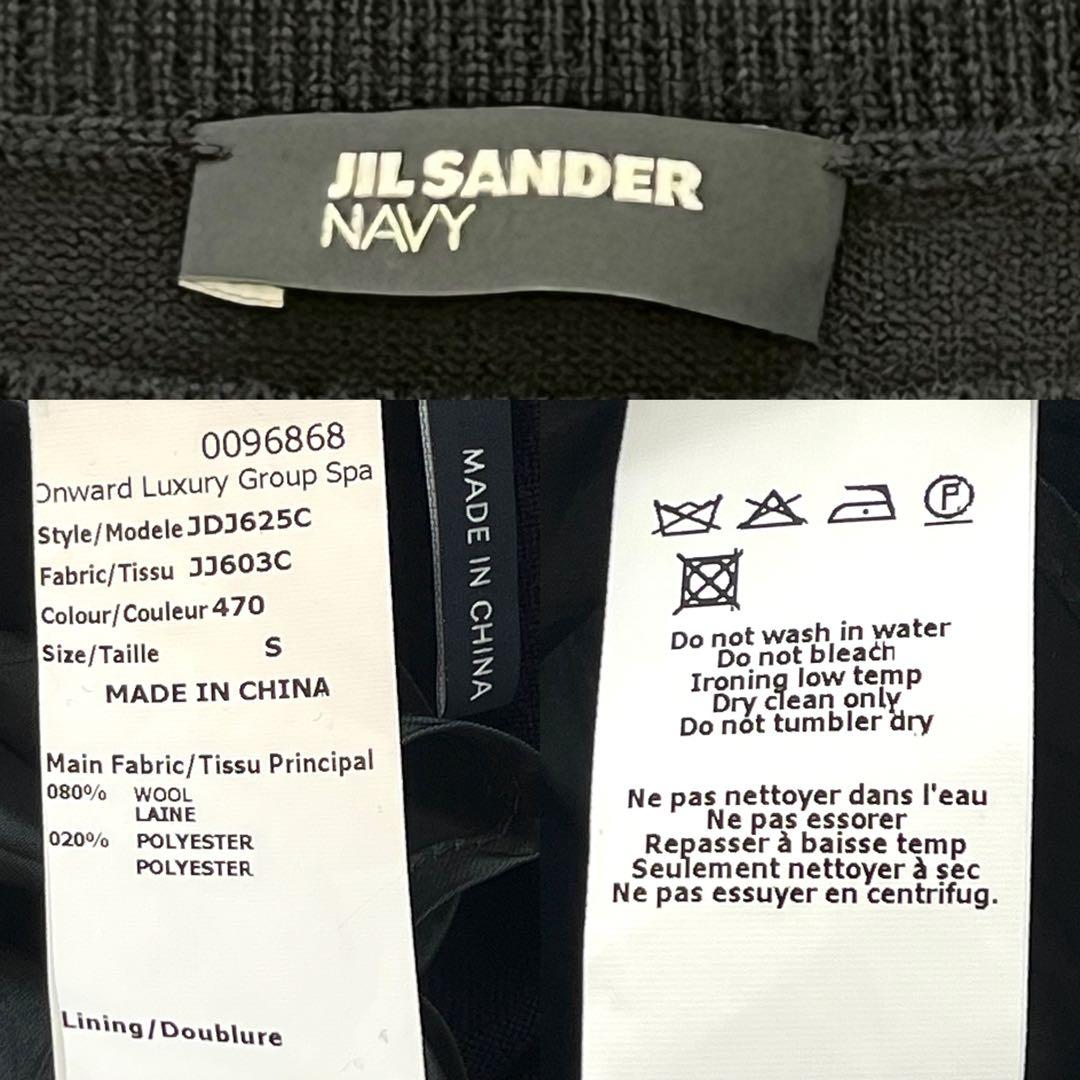 JIL SANDER
NAVY
0096868
Onward Luxury Group Spa
Style/Modele JDJ625C
Fabric/Tissu JJ603C
Colour/Couleur 470
Size/Taille S
MADE IN CHINA
Main Fabric/Tissu Principal
080% WOOL
LAINE
020% POLYESTER
POLYESTER
Lining/Doublure
MADE IN CHINA
P
Do not wash in water
Do not bleach
Ironing low temp
Dry clean only
Do not tumbler dry
Ne pas nettoyer dans l'eau
Ne pas essorer
Repasser à baisse temp
Seulement nettoyer à sec
Ne pas essuyer en centrifug.